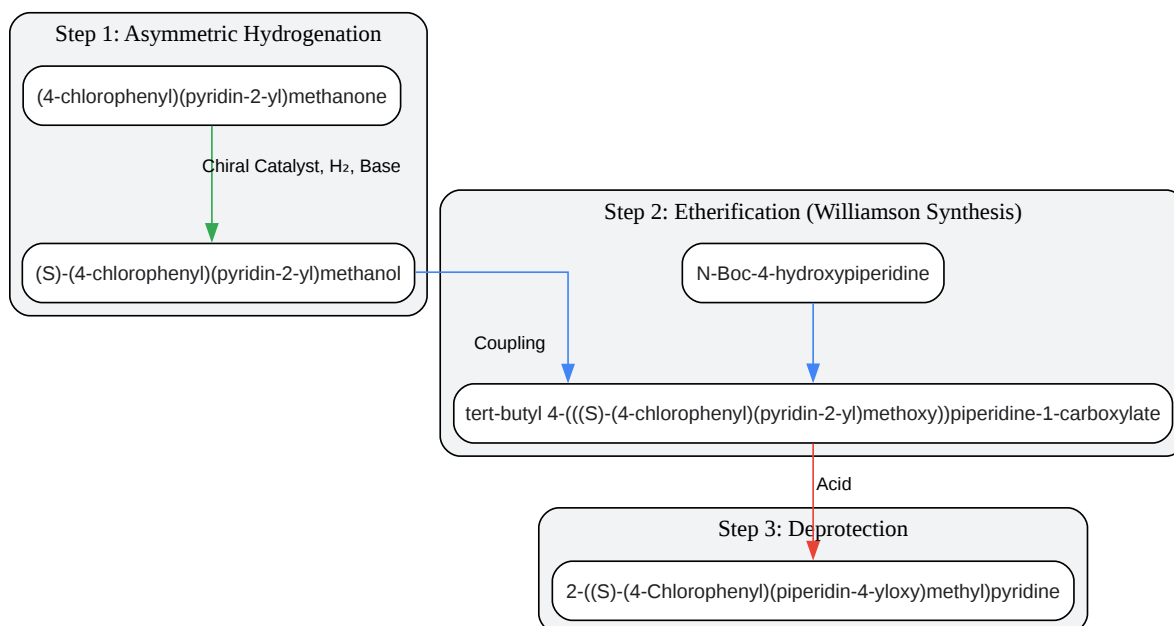 Step 1: Asymmetric Hydrogenation
(4-chlorophenyl)(pyridin-2-yl)methanone
Chiral Catalyst, H₂, Base
(S)-(4-chlorophenyl)(pyridin-2-yl)methanol
Step 2: Etherification (Williamson Synthesis)
N-Boc-4-hydroxypiperidine
Coupling
tert-butyl 4-(((S)-(4-chlorophenyl)(pyridin-2-yl)methoxy))piperidine-1-carboxylate
Acid
Step 3: Deprotection
2-((S)-(4-Chlorophenyl)(piperidin-4-yloxy)methyl)pyridine